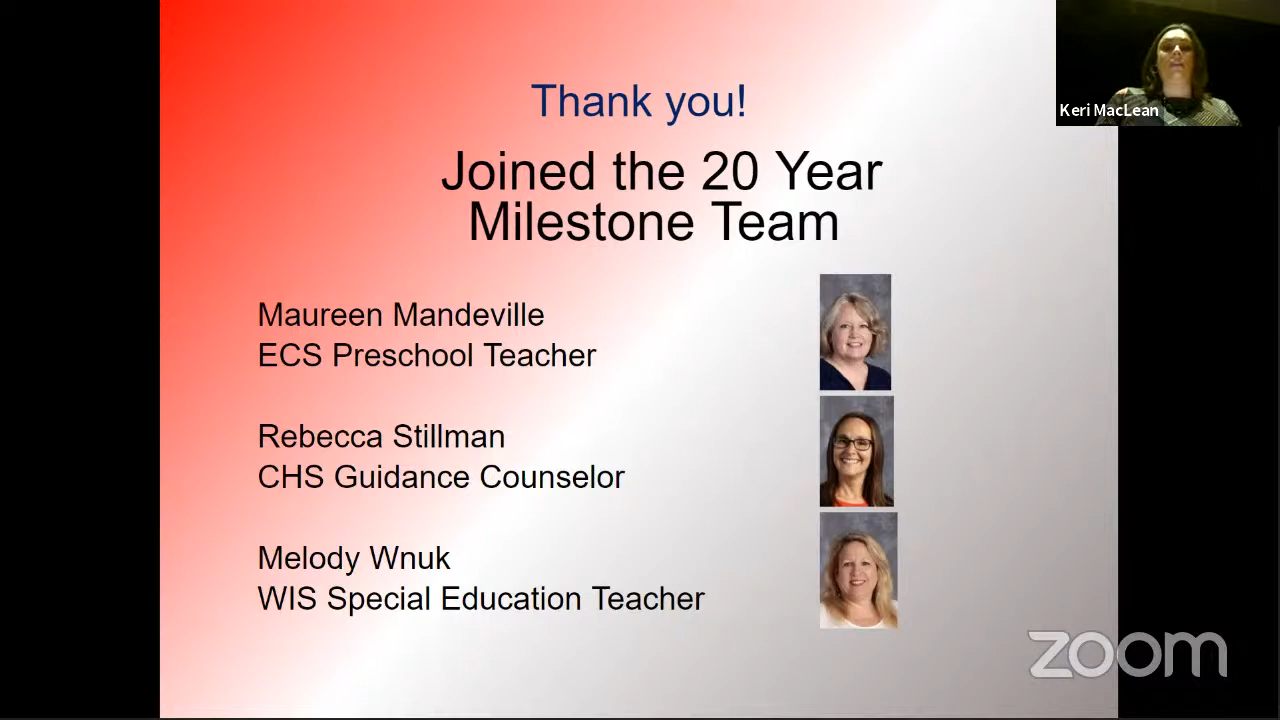 Thank you!
Joined the 20 Year
Milestone Team
Maureen Mandeville
ECS Preschool Teacher
Rebecca Stillman
CHS Guidance Counselor
Melody Wnuk
WIS Special Education Teacher
Keri MacLean
zoom